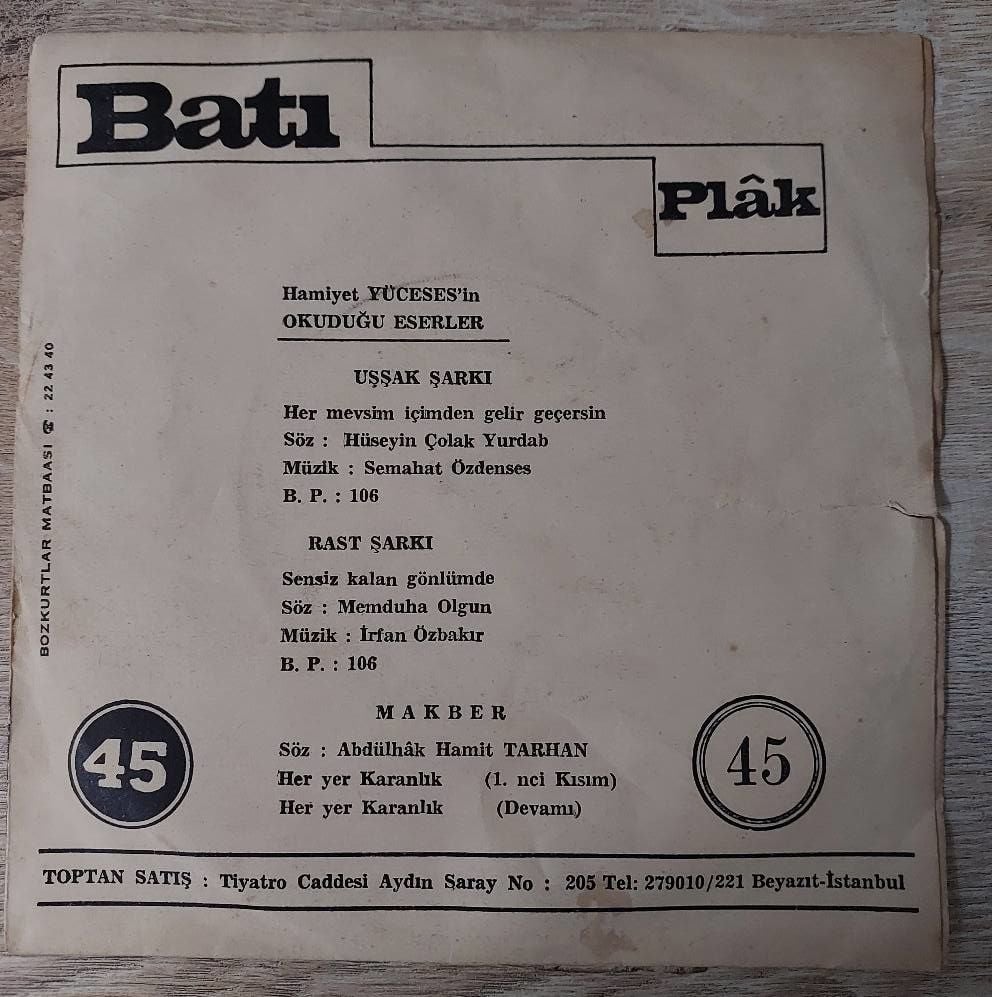 Batı
Plâk
Hamiyet YÜCESES'in
OKUDUĞU ESERLER
UŞŞAK ŞARKI
Her mevsim içimden gelir geçersin
Söz : Hüseyin Çolak Yurdab
Müzik : Semahat Özdenses
B. P. : 106
RAST ŞARKI
Sensiz kalan gönlümde
Söz : Memduha Olgun
Müzik : İrfan Özbakır
B. P. : 106
MAKBER
Söz : Abdülhâk Hamit TARHAN
Her yer Karanlık (1. nci Kısım)
Her yer Karanlık (Devamı)
45
45
TOPTAN SATIŞ : Tiyatro Caddesi Aydın Saray No : 205 Tel: 279010/221 Beyazıt-İstanbul
BOZKURTLAR MATBAASI ☎ : 22 43 40